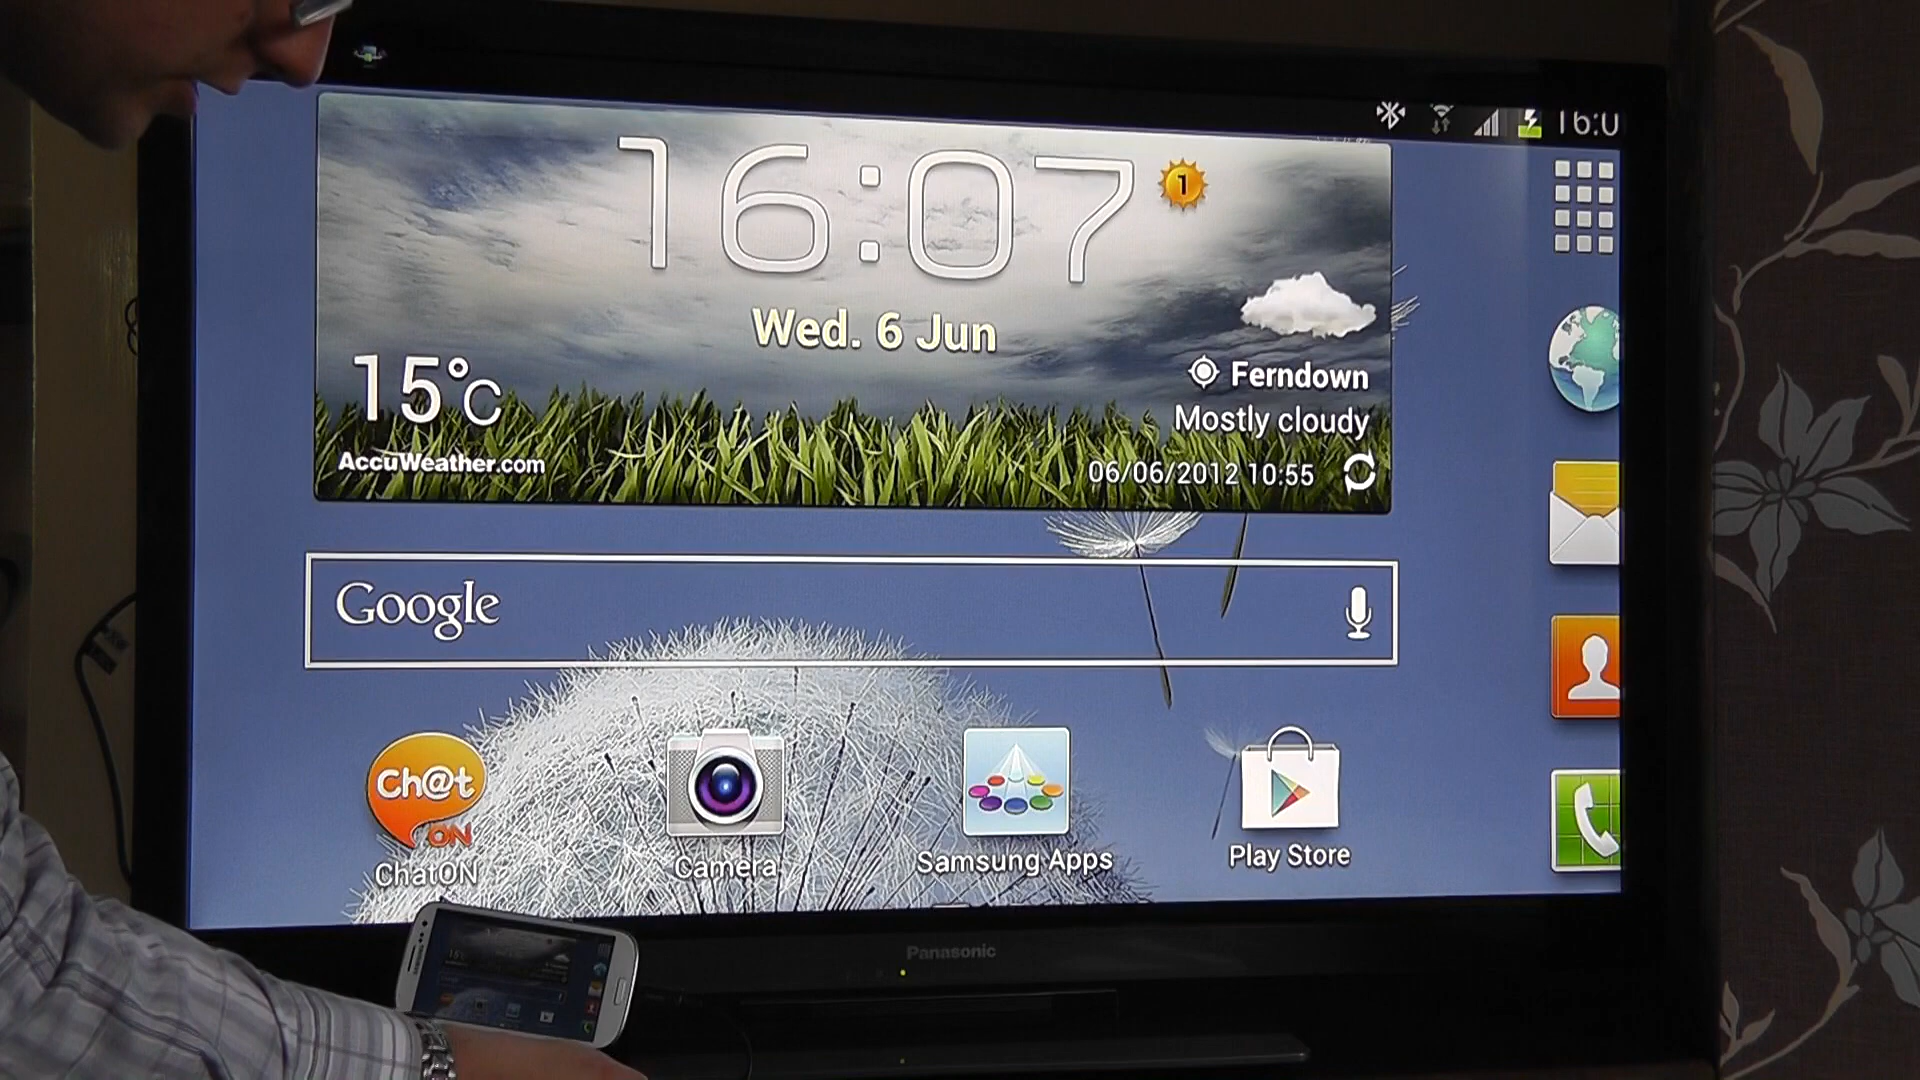 16:0
16:07
1
Wed. 6 Jun
15°C
Ferndown
Mostly cloudy
AccuWeather.com
06/06/2012 10:55
Google
Ch@t
ON
ChatON
Camera
Samsung Apps
Play Store
Panasonic
SAMSUNG